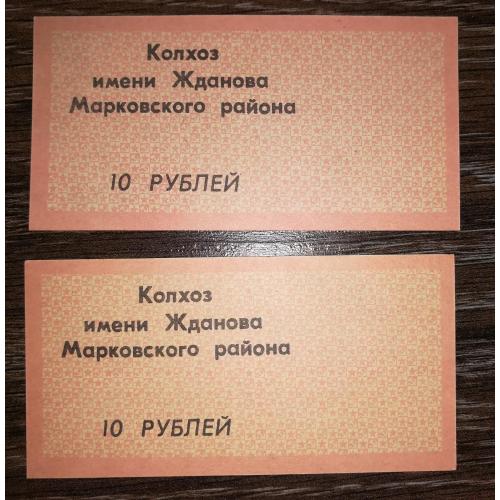 Колхоз
имени Жданова
Марковского района
10 РУБЛЕЙ
Колхоз
имени Жданова
Марковского района
10 РУБЛЕЙ